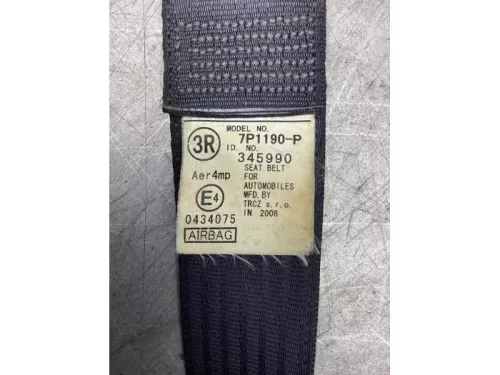 MODEL NO.
7P1190-P
3R
ID. NO.
345990
SEAT BELT
Aer4mp
FOR
AUTOMOBILES
E4
MFD. BY
TRCZ s.r.o.
0434075
IN 2008
AIRBAG